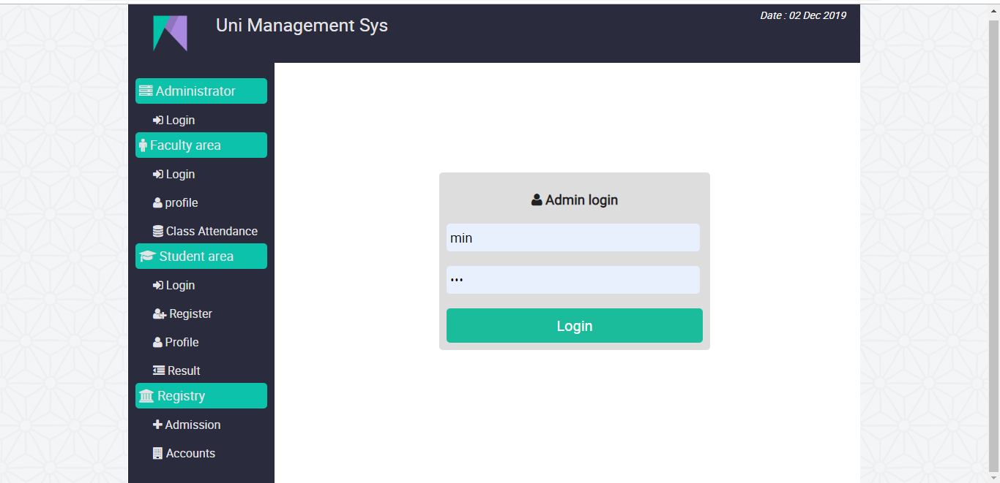 Uni Management Sys
Date : 02 Dec 2019
Administrator
Login
Faculty area
Login
profile
Class Attendance
Student area
Login
Register
Profile
Result
Registry
Admission
Accounts
Admin login
min
•••
Login